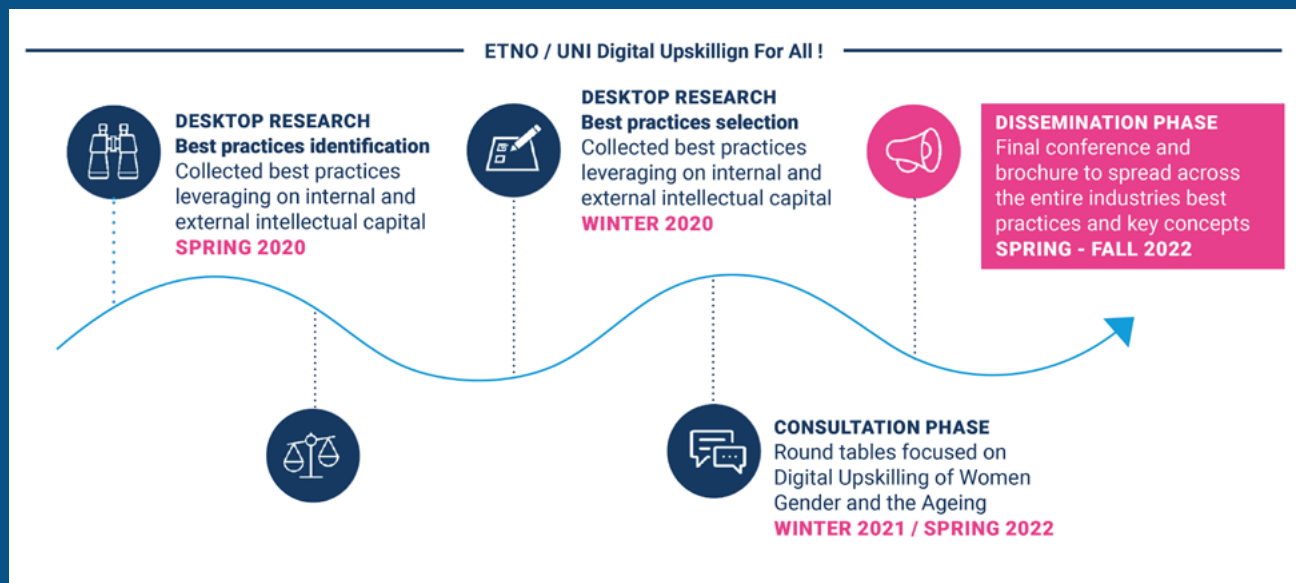 ETNO / UNI Digital Upskillign For All !
DESKTOP RESEARCH
Best practices identification
Collected best practices
leveraging on internal and
external intellectual capital
SPRING 2020
DESKTOP RESEARCH
Best practices selection
Collected best practices
leveraging on internal and
external intellectual capital
WINTER 2020
DISSEMINATION PHASE
Final conference and
brochure to spread across
the entire industries best
practices and key concepts
SPRING - FALL 2022
CONSULTATION PHASE
Round tables focused on
Digital Upskilling of Women
Gender and the Ageing
WINTER 2021 / SPRING 2022